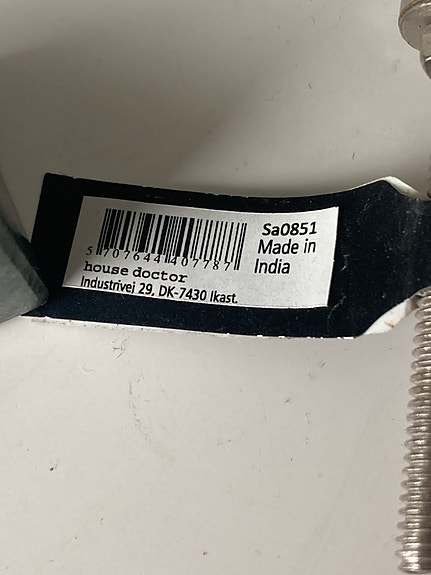 Sa0851
Made in
India
5 707644 407787
house doctor
Industrivej 29, DK-7430 Ikast.